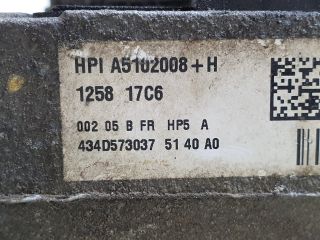 HPI A5102008+H
1258 17C6
002 05 B FR HP5 A
434D573037 51 40 A0